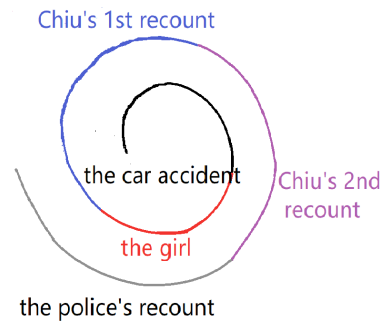 Chiu's 1st recount
the car accident
Chiu's 2nd
recount
the girl
the police's recount